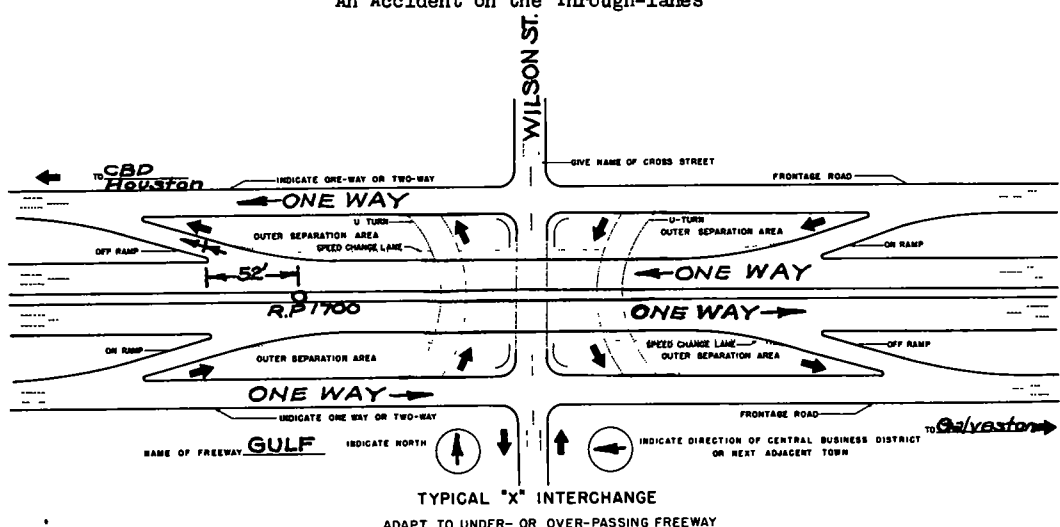 An Accident on the Through-lanes
WILSON ST.
GIVE NAME OF CROSS STREET
TO CBD
Houston
INDICATE ONE-WAY OR TWO-WAY
FRONTAGE ROAD
ONE WAY
U TURN
U-TURN
OUTER SEPARATION AREA
OUTER SEPARATION AREA
SPEED CHANGE LANE
OFF RAMP
ON RAMP
52'
ONE WAY
R.P 1700
ONE WAY
ON RAMP
SPEED CHANGE LANE
OFF RAMP
OUTER SEPARATION AREA
OUTER SEPARATION AREA
ONE WAY
INDICATE ONE WAY OR TWO-WAY
FRONTAGE ROAD
TO Galveston
NAME OF FREEWAY GULF
INDICATE NORTH
INDICATE DIRECTION OF CENTRAL BUSINESS DISTRICT
OR NEXT ADJACENT TOWN
TYPICAL "X" INTERCHANGE
ADAPT TO UNDER- OR OVER-PASSING FREEWAY